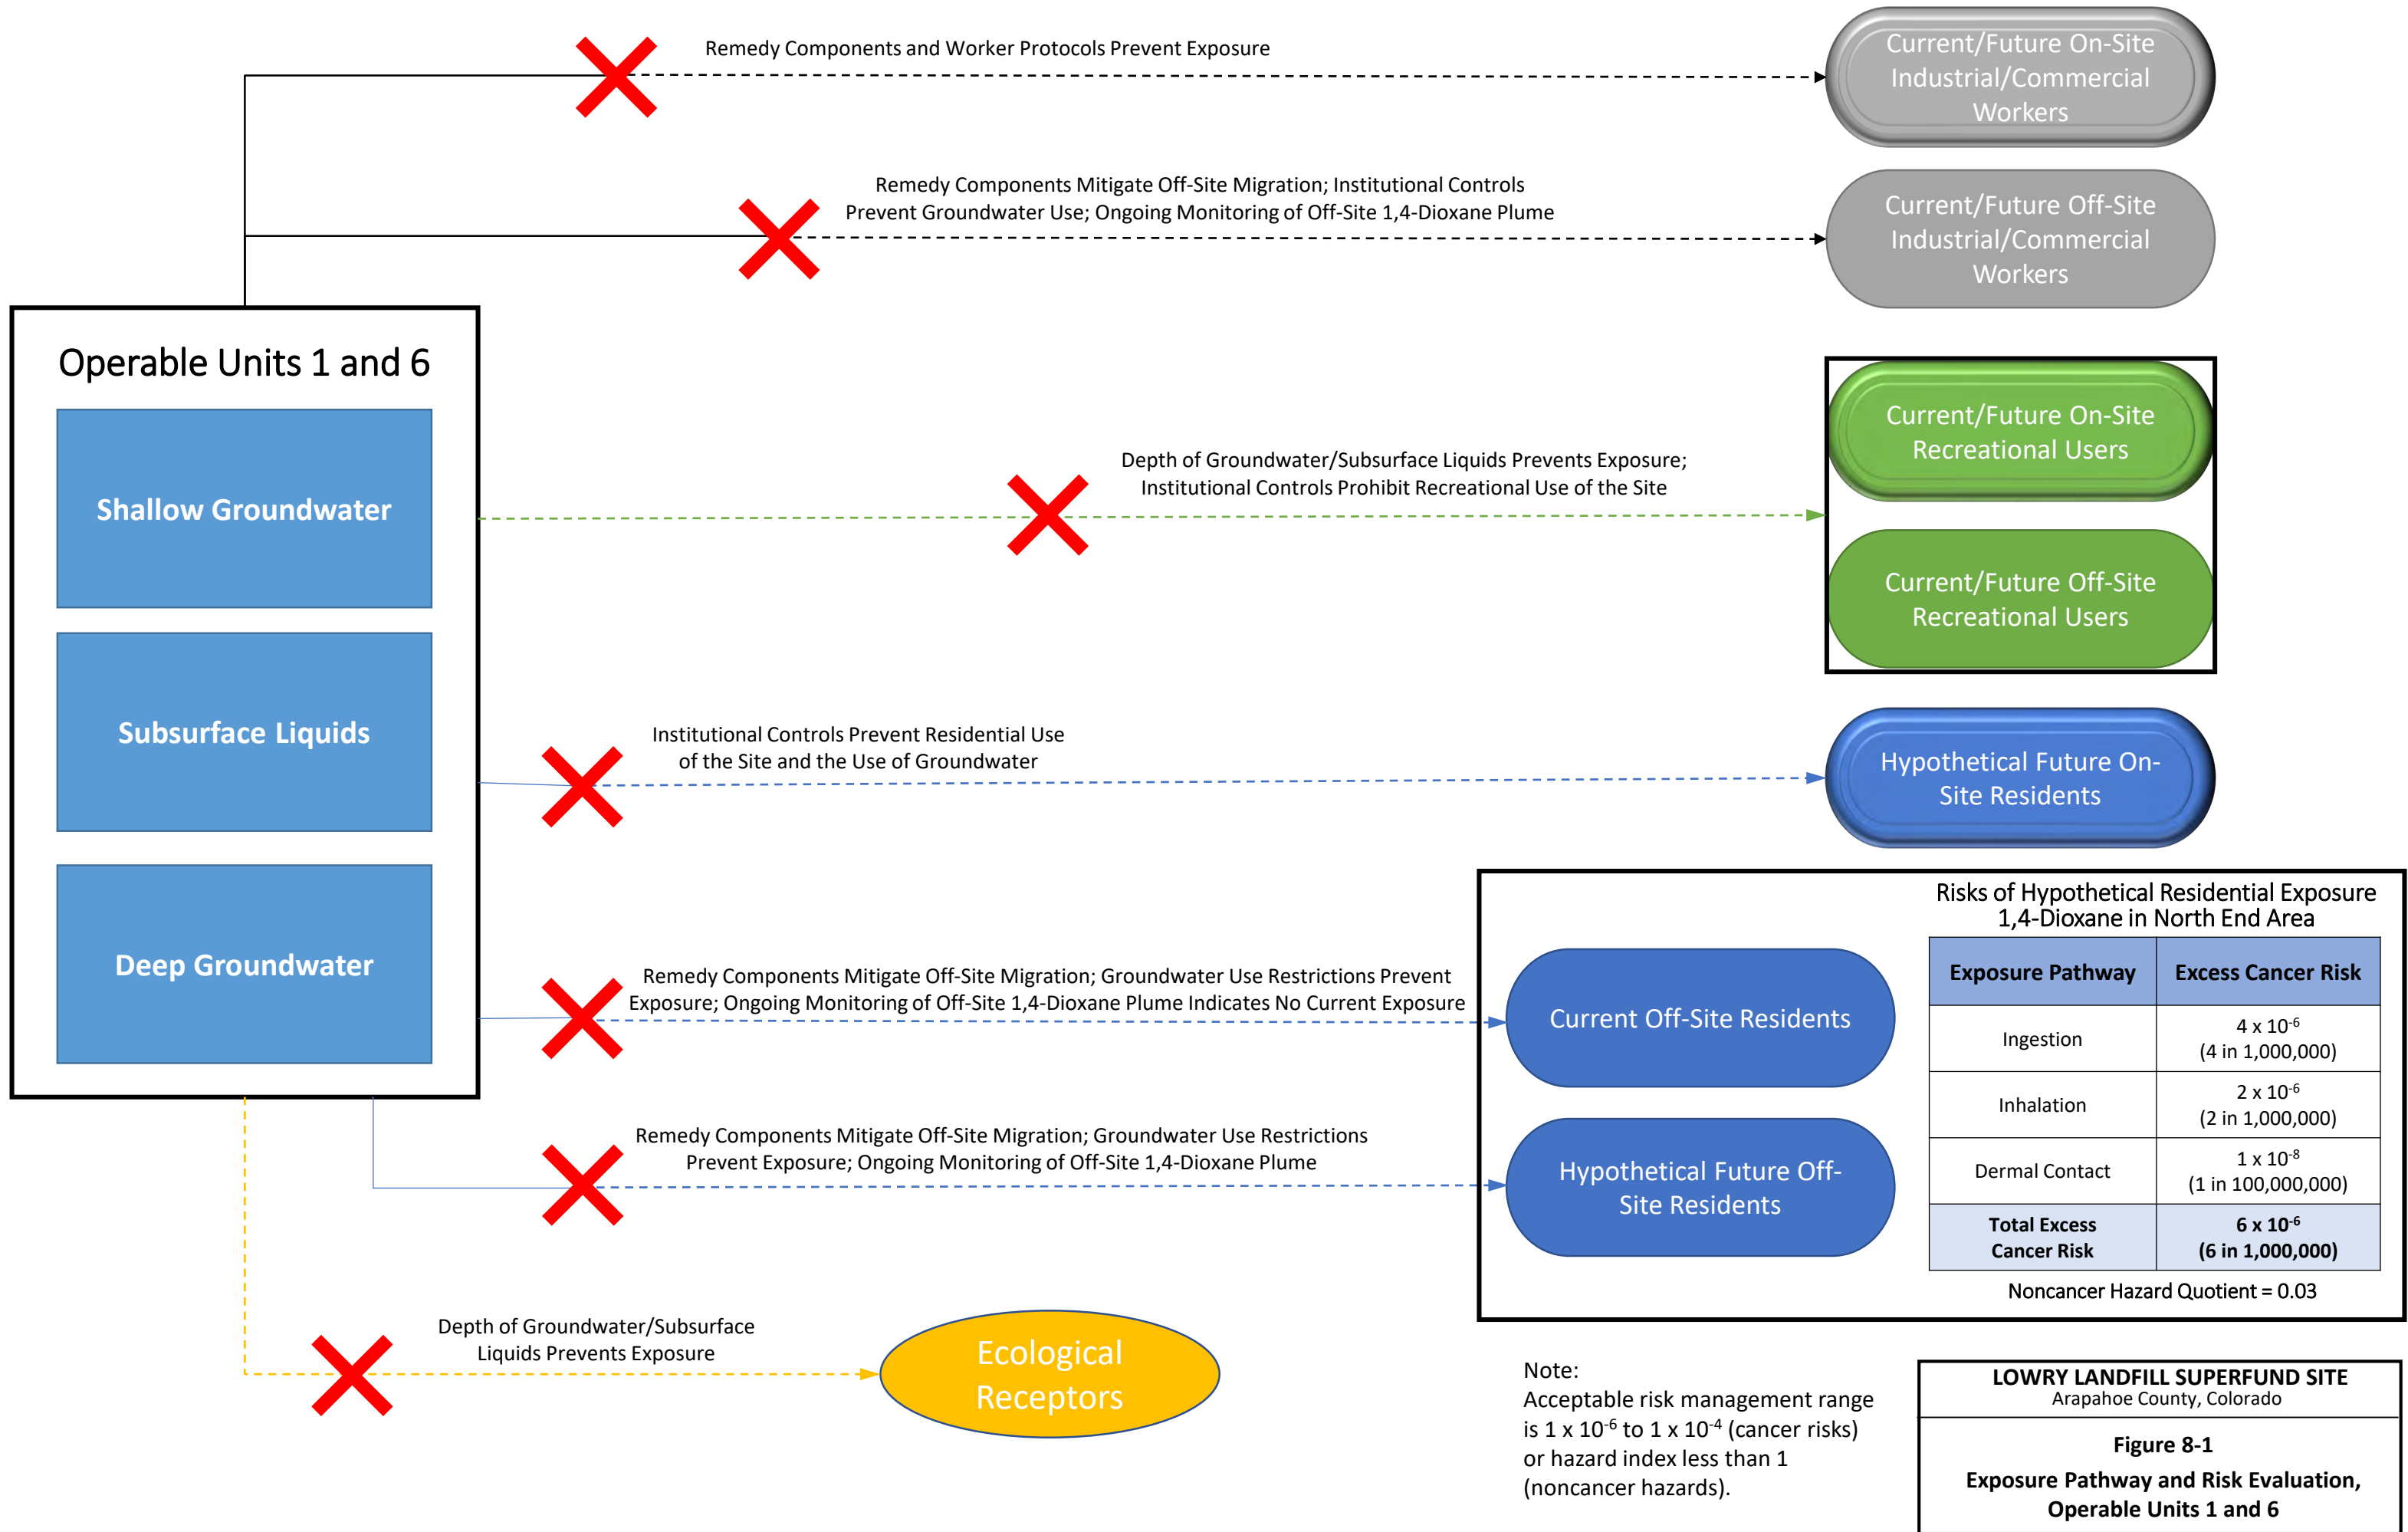 Remedy Components and Worker Protocols Prevent Exposure
Current/Future On-Site
Industrial/Commercial
Workers
Remedy Components Mitigate Off-Site Migration; Institutional Controls
Prevent Groundwater Use; Ongoing Monitoring of Off-Site 1,4-Dioxane Plume
Current/Future Off-Site
Industrial/Commercial
Workers
Operable Units 1 and 6
Shallow Groundwater
Subsurface Liquids
Deep Groundwater
Depth of Groundwater/Subsurface Liquids Prevents Exposure;
Institutional Controls Prohibit Recreational Use of the Site
Current/Future On-Site
Recreational Users
Current/Future Off-Site
Recreational Users
Institutional Controls Prevent Residential Use
of the Site and the Use of Groundwater
Hypothetical Future On-
Site Residents
Remedy Components Mitigate Off-Site Migration; Groundwater Use Restrictions Prevent
Exposure; Ongoing Monitoring of Off-Site 1,4-Dioxane Plume Indicates No Current Exposure
Current Off-Site Residents
Remedy Components Mitigate Off-Site Migration; Groundwater Use Restrictions
Prevent Exposure; Ongoing Monitoring of Off-Site 1,4-Dioxane Plume
Hypothetical Future Off-
Site Residents
Risks of Hypothetical Residential Exposure
1,4-Dioxane in North End Area
Exposure Pathway Excess Cancer Risk
Ingestion 4 x 10⁻⁶
(4 in 1,000,000)
Inhalation 2 x 10⁻⁶
(2 in 1,000,000)
Dermal Contact 1 x 10⁻⁸
(1 in 100,000,000)
Total Excess 6 x 10⁻⁶
Cancer Risk (6 in 1,000,000)
Noncancer Hazard Quotient = 0.03
Depth of Groundwater/Subsurface
Liquids Prevents Exposure
Ecological
Receptors
Note:
Acceptable risk management range
is 1 x 10⁻⁶ to 1 x 10⁻⁴ (cancer risks)
or hazard index less than 1
(noncancer hazards).
LOWRY LANDFILL SUPERFUND SITE
Arapahoe County, Colorado
Figure 8-1
Exposure Pathway and Risk Evaluation,
Operable Units 1 and 6